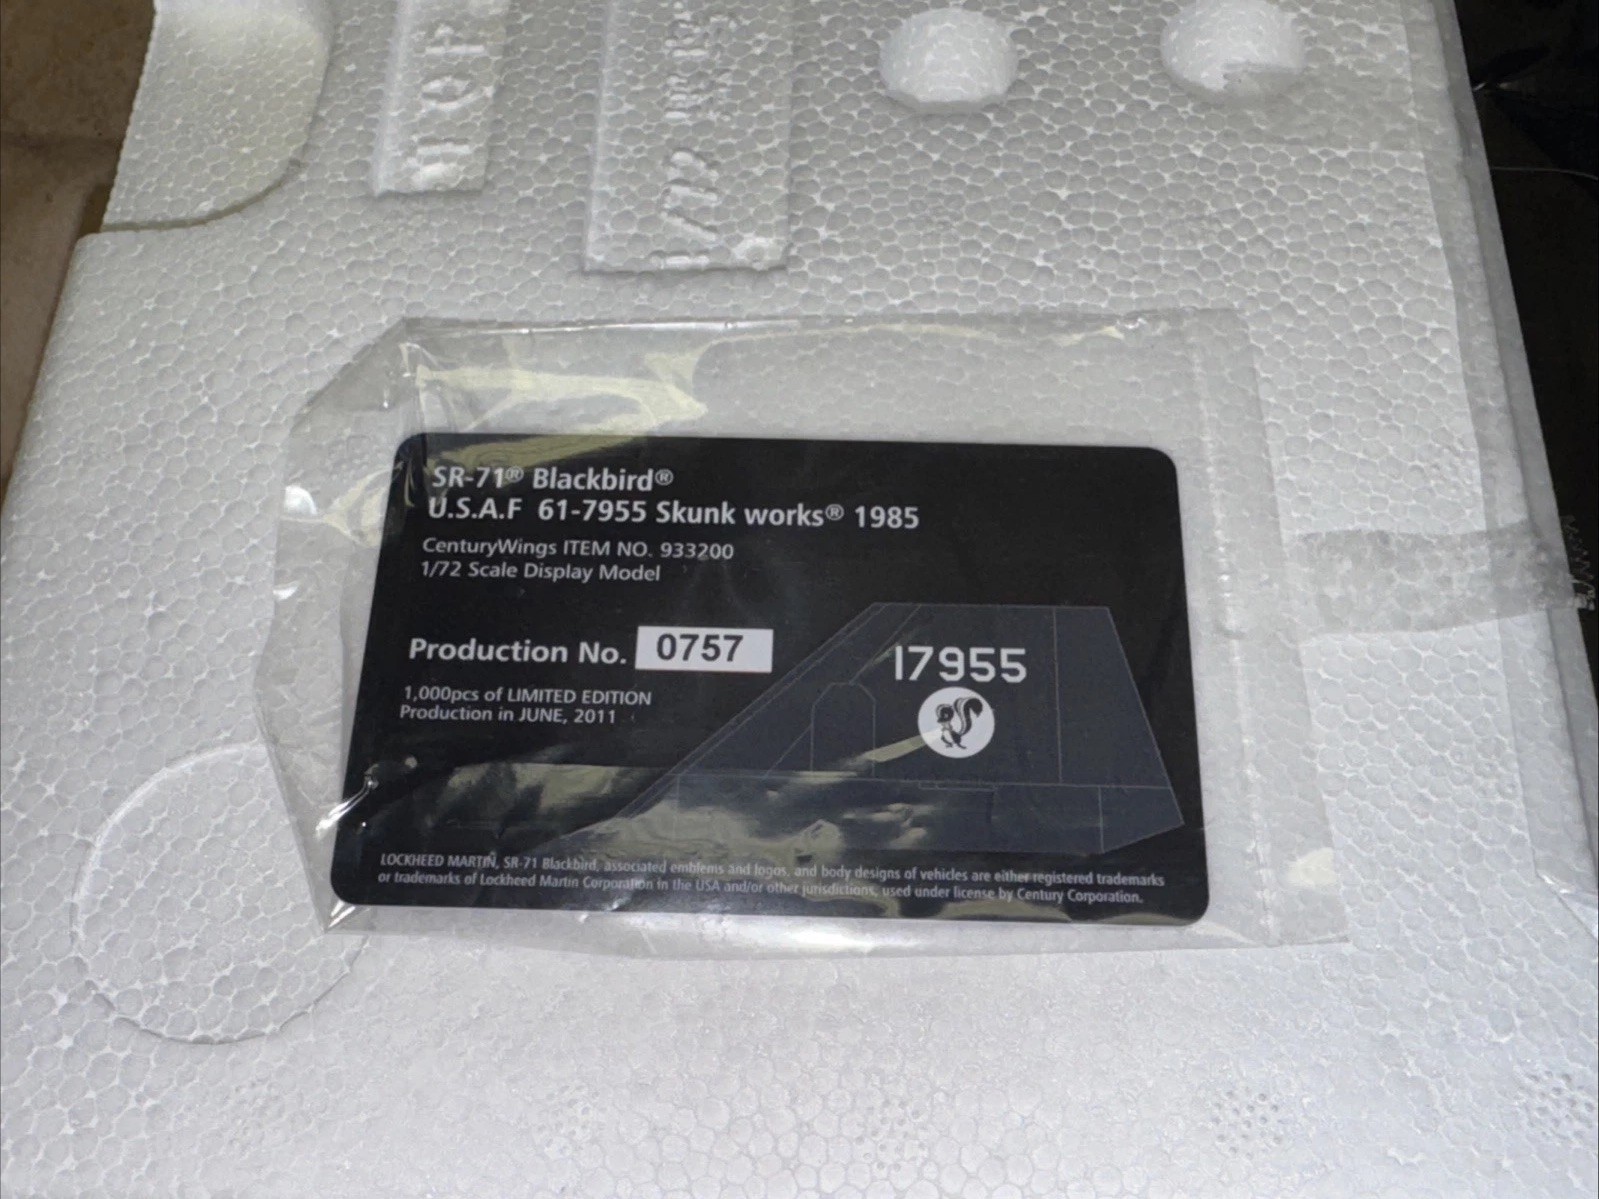 TOP
1/72
SR-71® Blackbird®
U.S.A.F 61-7955 Skunk works® 1985
CenturyWings ITEM NO. 933200
1/72 Scale Display Model
Production No. 0757
1,000pcs of LIMITED EDITION
Production in JUNE, 2011
17955
LOCKHEED MARTIN, SR-71 Blackbird, associated emblems and logos, and body designs of vehicles are either registered trademarks
or trademarks of Lockheed Martin Corporation in the USA and/or other jurisdictions, used under license by Century Corporation.